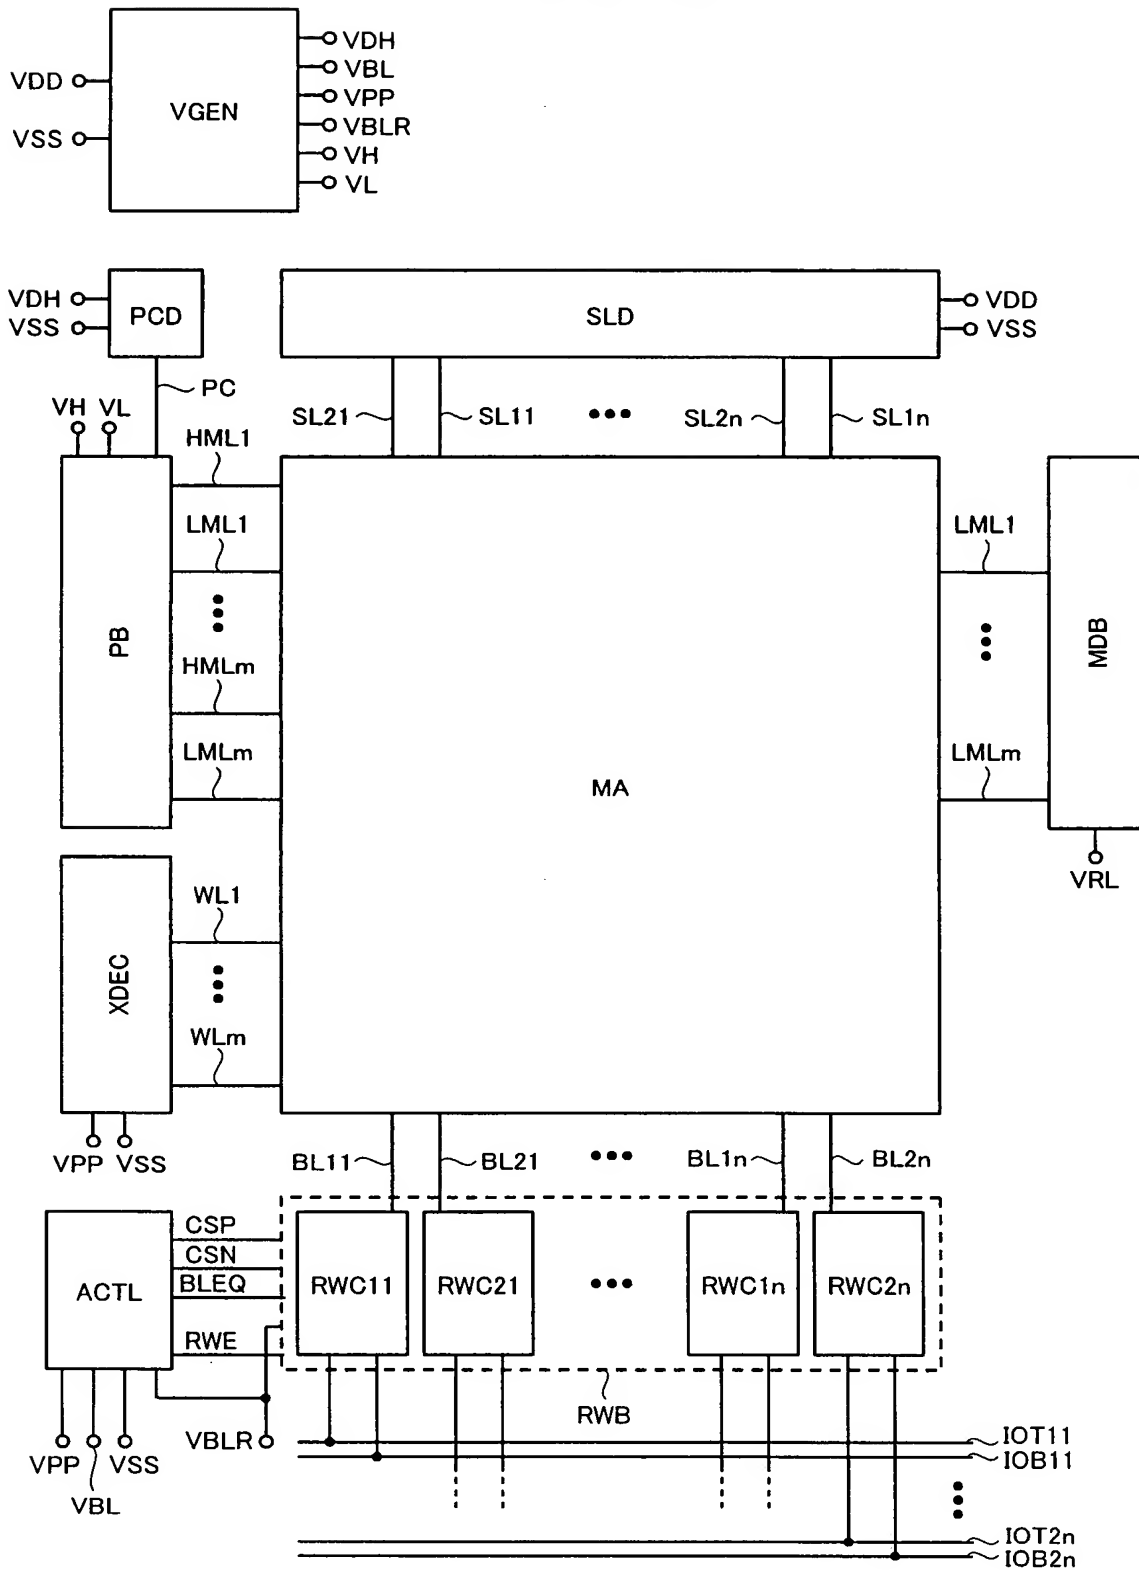 VDD
VSS
VGEN
VDH
VBL
VPP
VBLR
VH
VL
VDH
VSS
PCD
SLD
VDD
VSS
PC
VH VL
SL21
SL11
SL2n
SL1n
HML1
LML1
HMLm
LMLm
PB
MA
LML1
LMLm
MDB
VRL
XDEC
WL1
WLm
VPP VSS
BL11
BL21
BL1n
BL2n
ACTL
CSP
CSN
BLEQ
RWE
RWC11
RWC21
RWC1n
RWC2n
RWB
VPP
VBL
VSS
VBLR
IOT11
IOB11
IOT2n
IOB2n